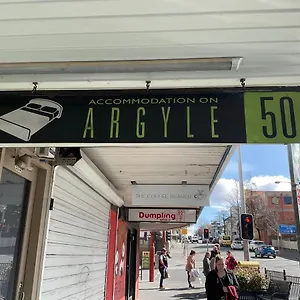 ACCOMMODATION ON
ARGYLE
50
Dumpling